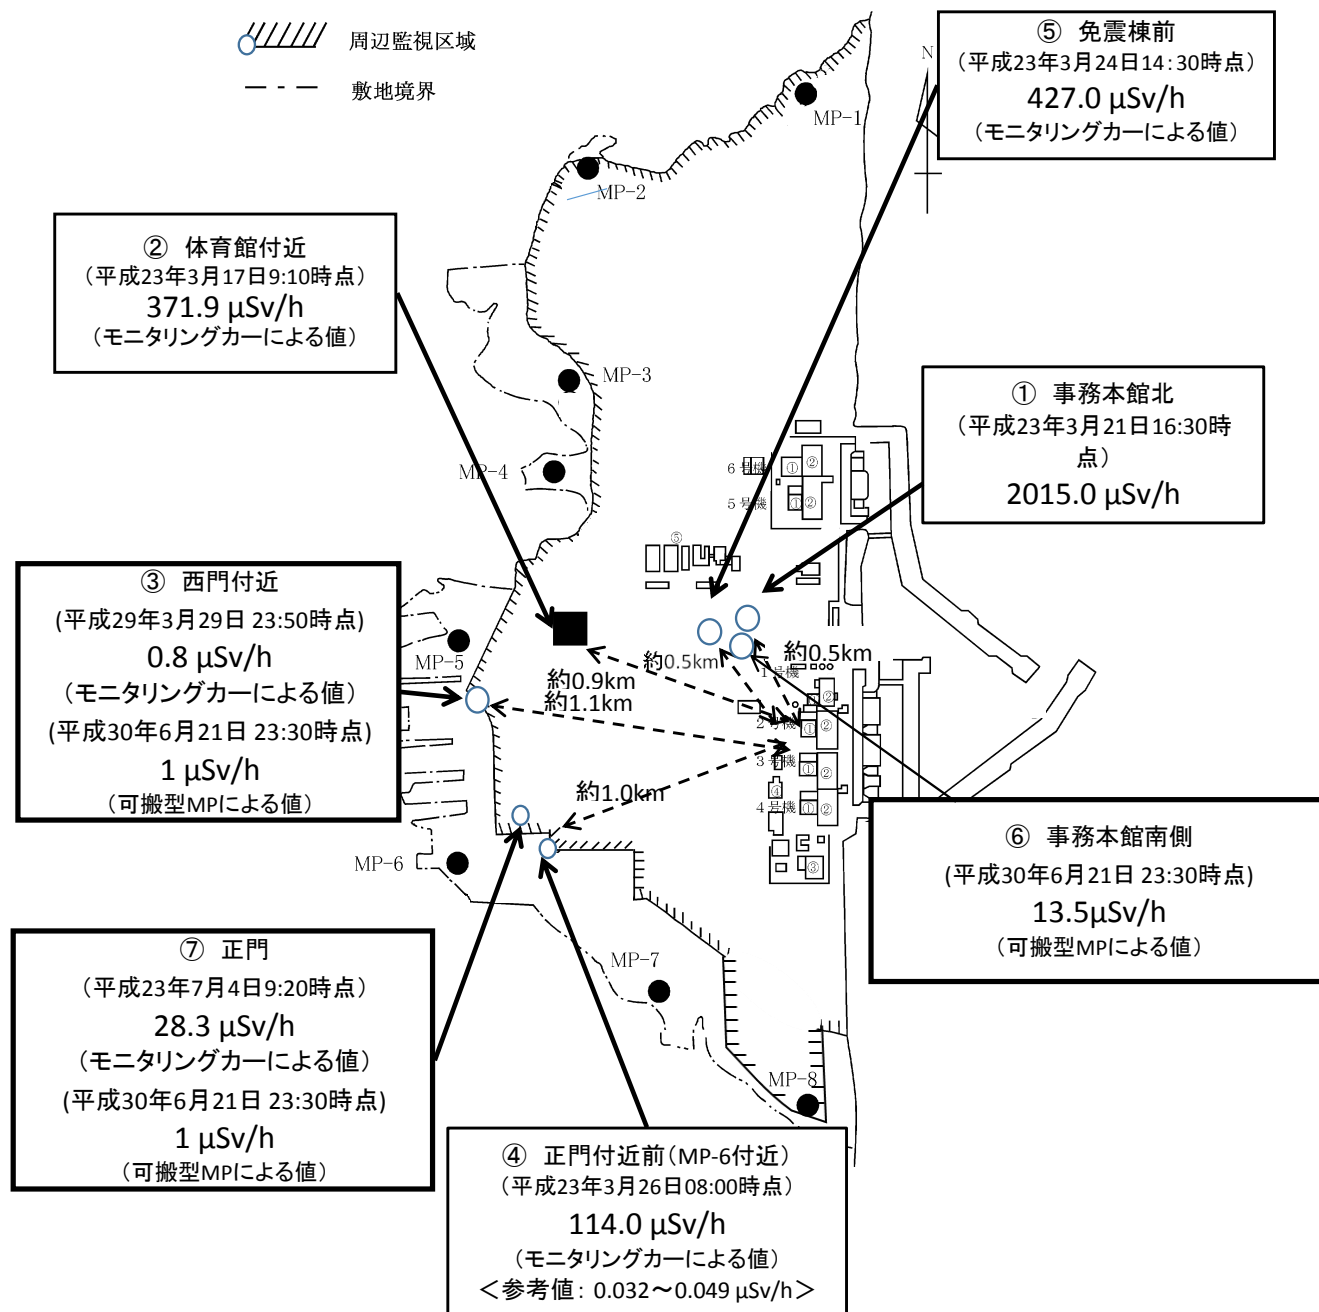 周辺監視区域
敷地境界
⑤ 免震棟前
(平成23年3月24日14:30時点)
427.0 μSv/h
(モニタリングカーによる値)
N
MP-1
MP-2
② 体育館付近
(平成23年3月17日9:10時点)
371.9 μSv/h
(モニタリングカーによる値)
MP-3
① 事務本館北
(平成23年3月21日16:30時
点)
2015.0 μSv/h
MP-4
6号機
①
②
5号機
①
②
⑤
③ 西門付近
(平成29年3月29日 23:50時点)
0.8 μSv/h
(モニタリングカーによる値)
(平成30年6月21日 23:30時点)
1 μSv/h
(可搬型MPによる値)
MP-5
約0.5km
約0.5km
約0.9km
約1.1km
1号機
②
2号機
①
②
3号機
①
②
約1.0km
④
4号機
①
②
③
MP-6
⑥ 事務本館南側
(平成30年6月21日 23:30時点)
13.5μSv/h
(可搬型MPによる値)
⑦ 正門
(平成23年7月4日9:20時点)
28.3 μSv/h
(モニタリングカーによる値)
(平成30年6月21日 23:30時点)
1 μSv/h
(可搬型MPによる値)
MP-7
MP-8
④ 正門付近前(MP-6付近)
(平成23年3月26日08:00時点)
114.0 μSv/h
(モニタリングカーによる値)
<参考値: 0.032~0.049 μSv/h>